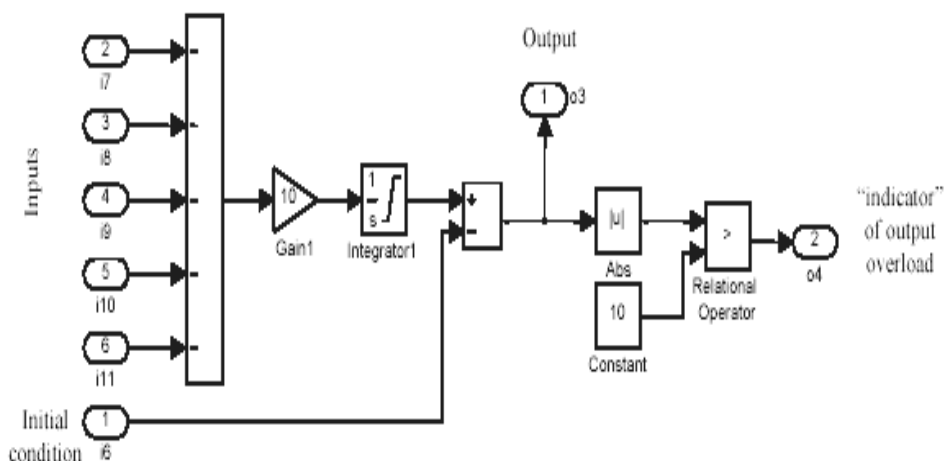 Output
1
o3
Inputs
2
i7
3
i8
4
i9
5
i10
6
i11
Initial
condition
1
i6
-
-
-
-
-
10
Gain1
1
s
Integrator1
+
-
|u|
Abs
10
Constant
>
Relational
Operator
2
o4
“indicator”
of output
overload